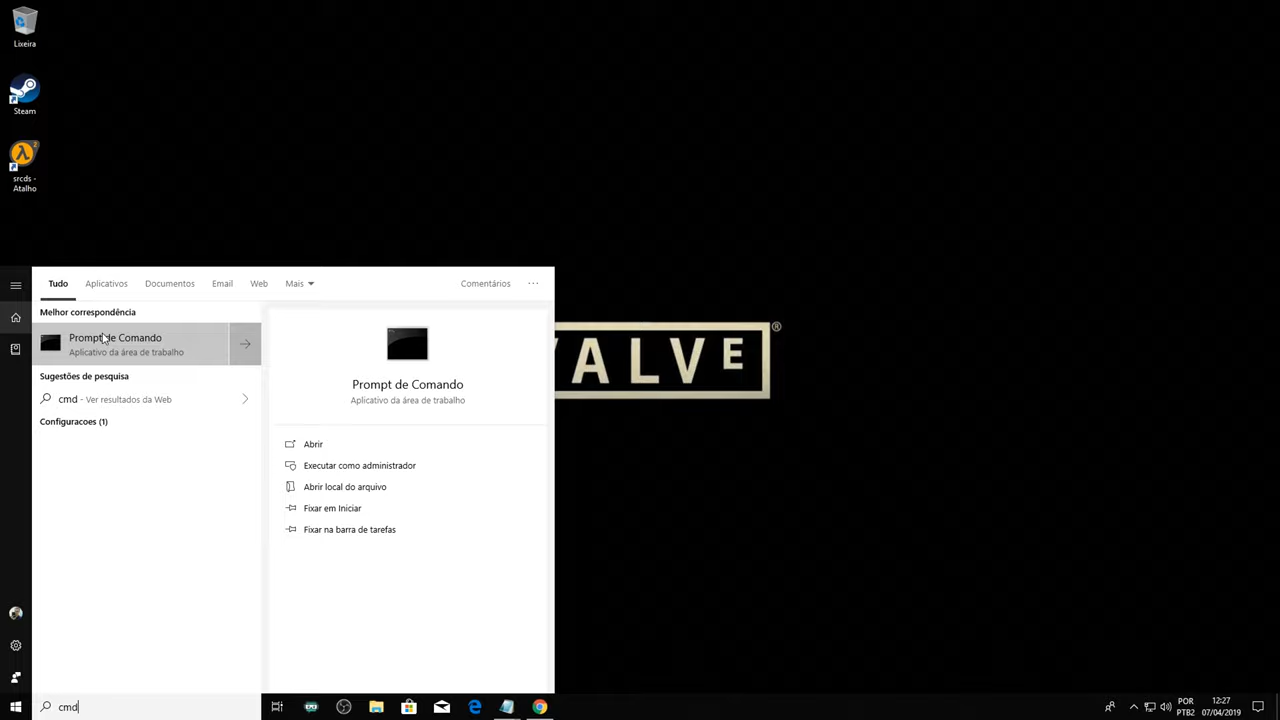 Lixeira
Steam
srcds -
Atalho
Tudo
Aplicativos
Documentos
Email
Web
Mais
Comentários
...
Melhor correspondência
Prompt de Comando
Aplicativo da área de trabalho
Sugestões de pesquisa
cmd - Ver resultados da Web
Configuracoes (1)
Prompt de Comando
Aplicativo da área de trabalho
Abrir
Executar como administrador
Abrir local do arquivo
Fixar em Iniciar
Fixar na barra de tarefas
VALVE®
cmd
POR
PTB2
12:27
07/04/2019